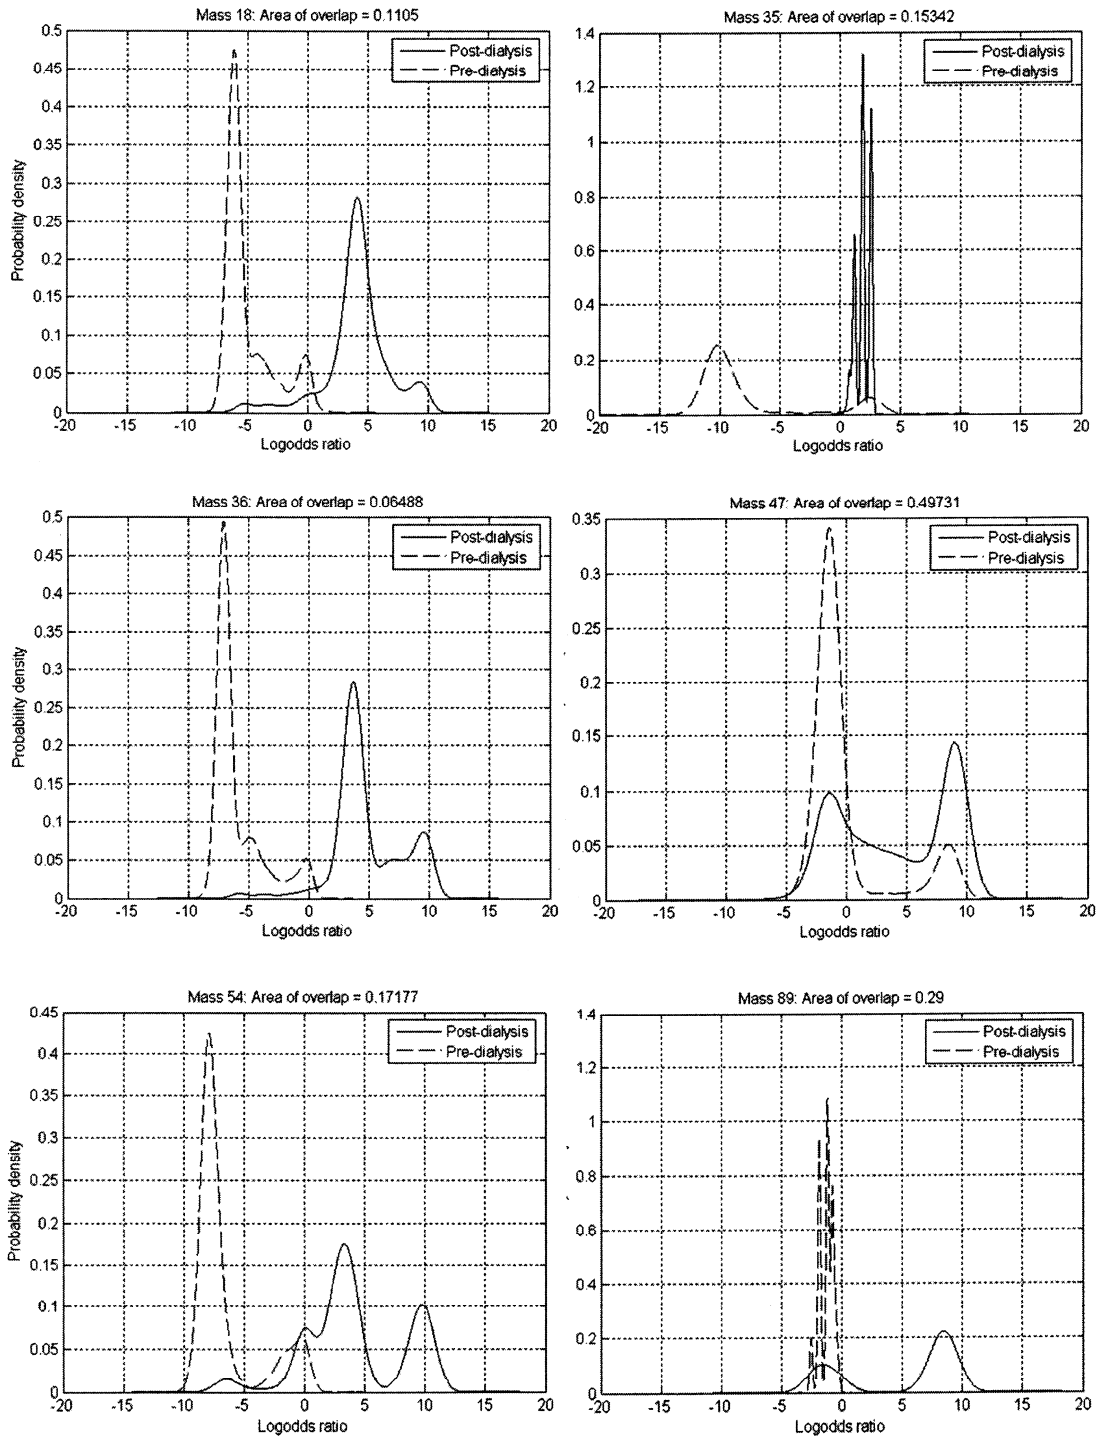 Mass 18: Area of overlap = 0.1105
0.5
0.45
0.4
0.35
0.3
0.25
0.2
0.15
0.1
0.05
0
Probability density
Post-dialysis
Pre-dialysis
-20 -15 -10 -5 0 5 10 15 20
Logodds ratio
Mass 35: Area of overlap = 0.15342
1.4
1.2
1
0.8
0.6
0.4
0.2
0
Post-dialysis
Pre-dialysis
-20 -15 -10 -5 0 5 10 15 20
Logodds ratio
Mass 36: Area of overlap = 0.06488
0.5
0.45
0.4
0.35
0.3
0.25
0.2
0.15
0.1
0.05
0
Probability density
Post-dialysis
Pre-dialysis
-20 -15 -10 -5 0 5 10 15 20
Logodds ratio
Mass 47: Area of overlap = 0.49731
0.35
0.3
0.25
0.2
0.15
0.1
0.05
0
Post-dialysis
Pre-dialysis
-20 -15 -10 -5 0 5 10 15 20
Logodds ratio
Mass 54: Area of overlap = 0.17177
0.45
0.4
0.35
0.3
0.25
0.2
0.15
0.1
0.05
0
Probability density
Post-dialysis
Pre-dialysis
-20 -15 -10 -5 0 5 10 15 20
Logodds ratio
Mass 89: Area of overlap = 0.29
1.4
1.2
1
0.8
0.6
0.4
0.2
0
Post-dialysis
Pre-dialysis
-20 -15 -10 -5 0 5 10 15 20
Logodds ratio